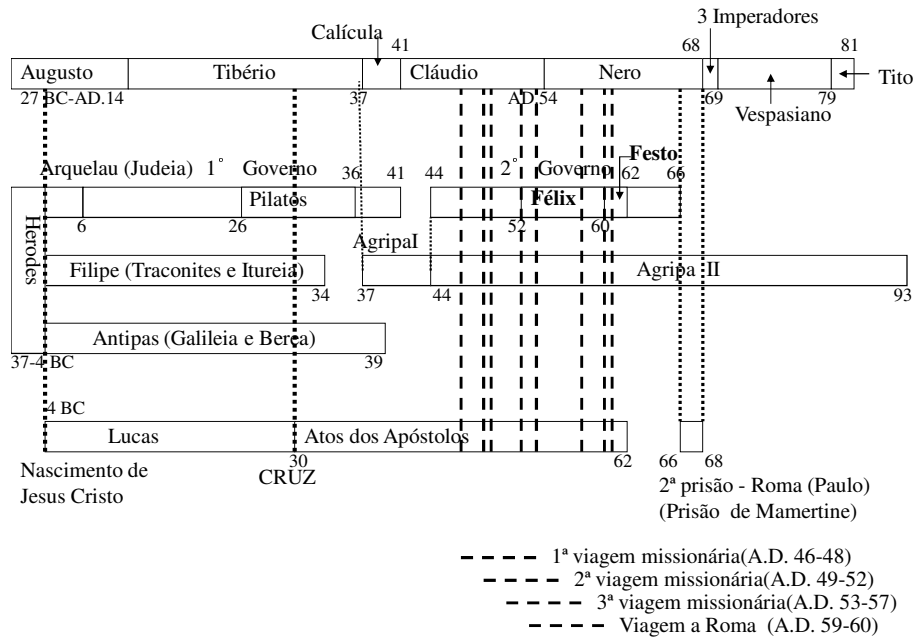 3 Imperadores
Calícula
41
68
81
Augusto
Tibério
Cláudio
Nero
Tito
27 BC-AD.14
37
AD.54
69
79
Vespasiano
Festo
Arquelau (Judeia) 1° Governo
36
41
44
2° Governo
62
66
Pilatos
Félix
6
26
52
60
Herodes
AgripaI
Filipe (Traconites e Itureia)
Agripa II
34
37
44
93
Antipas (Galileia e Berea)
37-4 BC
39
4 BC
Lucas
Atos dos Apóstolos
30
62
66
68
Nascimento de
Jesus Cristo
CRUZ
2ª prisão - Roma (Paulo)
(Prisão de Mamertine)
1ª viagem missionária(A.D. 46-48)
2ª viagem missionária(A.D. 49-52)
3ª viagem missionária(A.D. 53-57)
Viagem a Roma (A.D. 59-60)